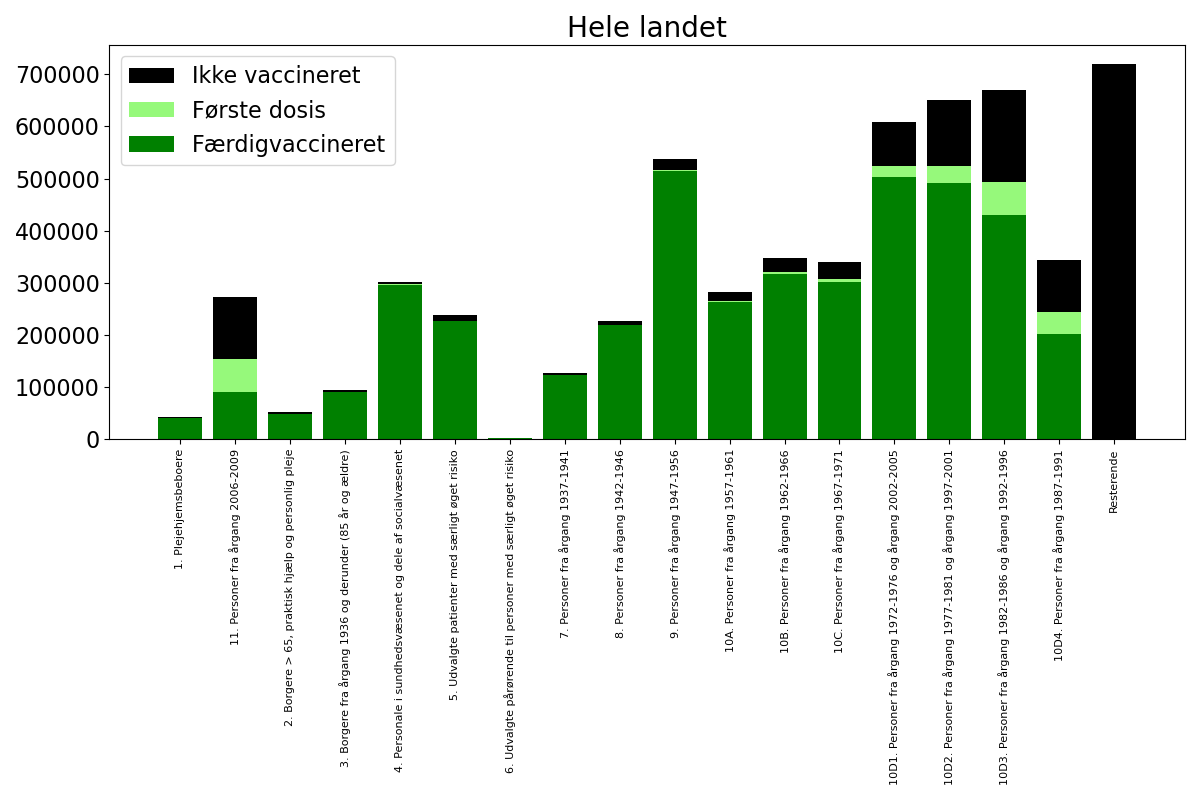 Hele landet
Ikke vaccineret
Første dosis
Færdigvaccineret
700000
600000
500000
400000
300000
200000
100000
0
1. Plejehjemsbeboere
11. Personer fra årgang 2006-2009
2. Borgere > 65, praktisk hjælp og personlig pleje
3. Borgere fra årgang 1936 og derunder (85 år og ældre)
4. Personale i sundhedsvæsenet og dele af socialvæsenet
5. Udvalgte patienter med særligt øget risiko
6. Udvalgte pårørende til personer med særligt øget risiko
7. Personer fra årgang 1937-1941
8. Personer fra årgang 1942-1946
9. Personer fra årgang 1947-1956
10A. Personer fra årgang 1957-1961
10B. Personer fra årgang 1962-1966
10C. Personer fra årgang 1967-1971
10D1. Personer fra årgang 1972-1976 og årgang 2002-2005
10D2. Personer fra årgang 1977-1981 og årgang 1997-2001
10D3. Personer fra årgang 1982-1986 og årgang 1992-1996
10D4. Personer fra årgang 1987-1991
Resterende